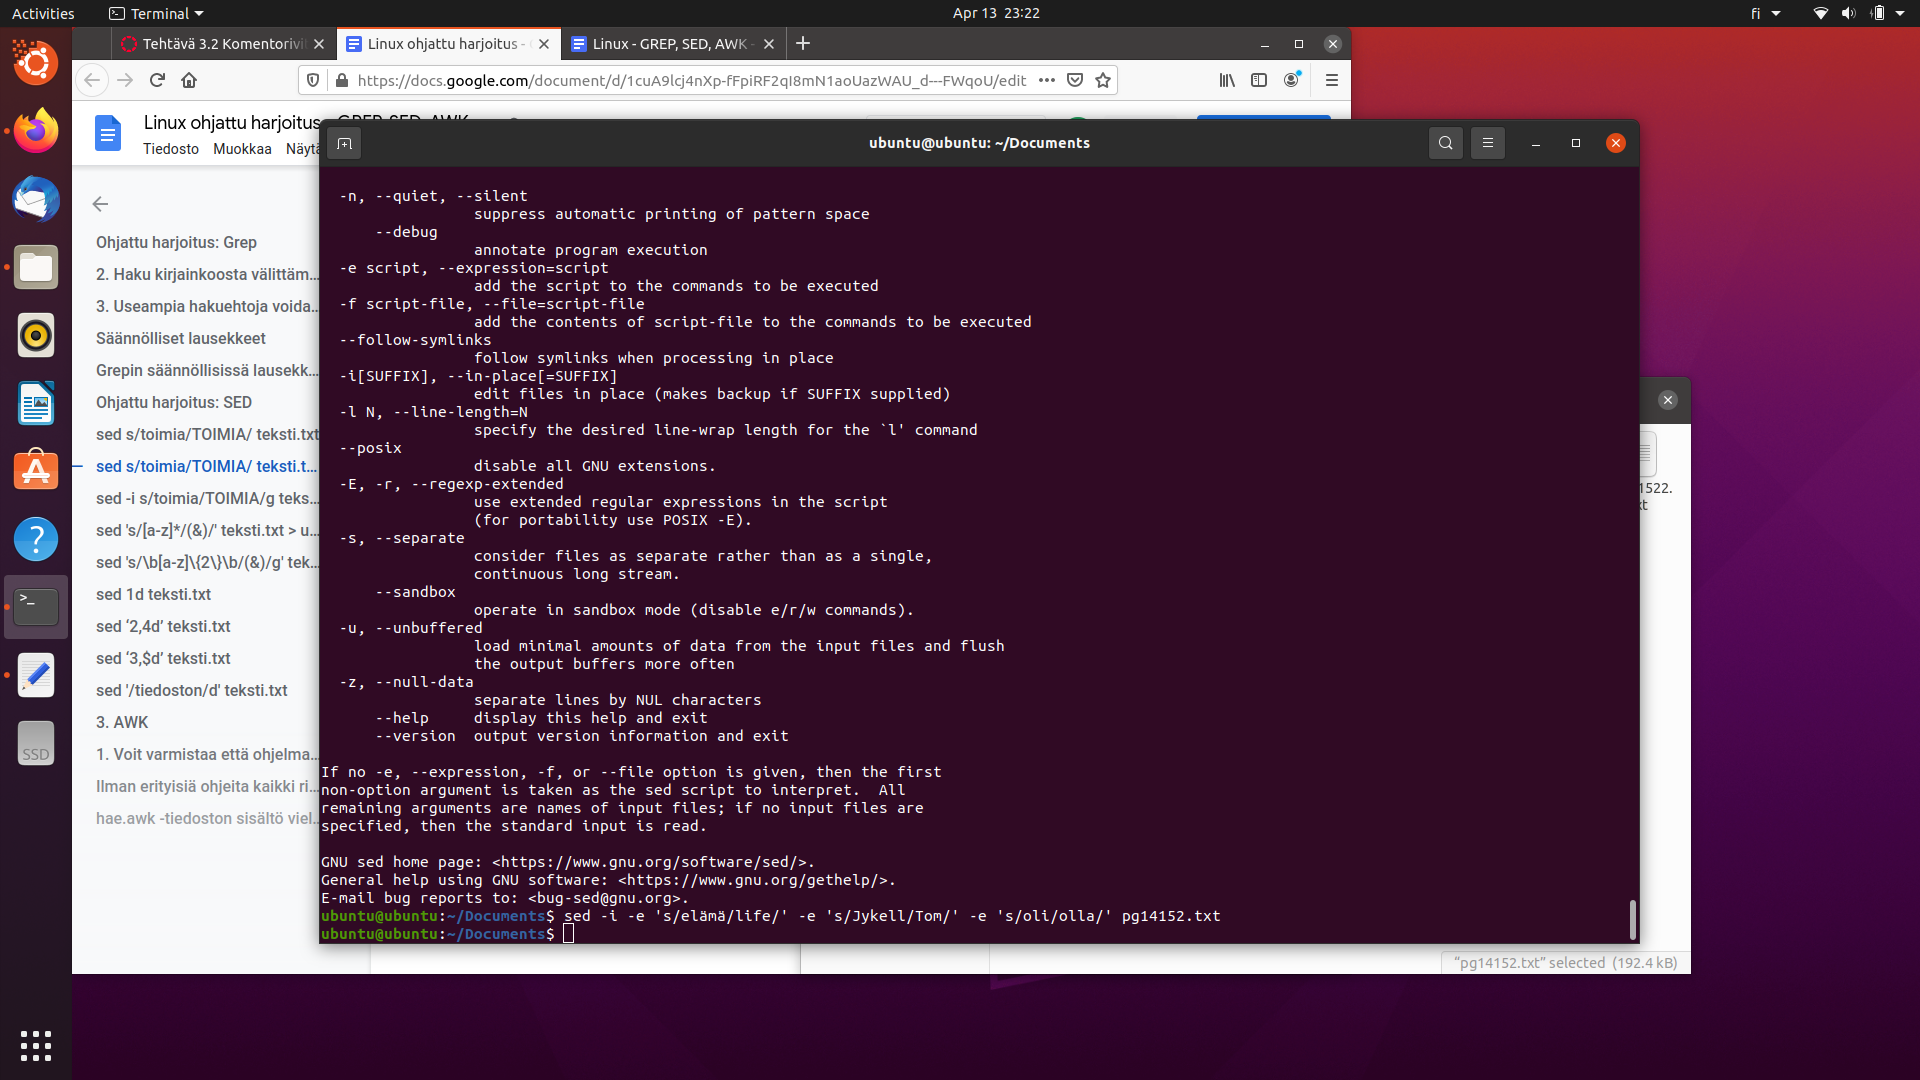 Activities
Terminal
Apr 13 23:22
fi
Tehtävä 3.2 Komentorivi
Linux ohjattu harjoitus -
Linux - GREP, SED, AWK -
https://docs.google.com/document/d/1cuA9lcj4nXp-fFpiRF2qI8mN1aoUazWAU_d---FWqoU/edit
Linux ohjattu harjoitus - GREP, SED, AWK
Tiedosto Muokkaa Näytä
ubuntu@ubuntu: ~/Documents
Ohjattu harjoitus: Grep
2. Haku kirjainkoosta välittäm...
3. Useampia hakuehtoja voida...
Säännölliset lausekkeet
Grepin säännöllisissä lausekk...
Ohjattu harjoitus: SED
sed s/toimia/TOIMIA/ teksti.txt
sed s/toimia/TOIMIA/ teksti.t...
sed -i s/toimia/TOIMIA/g teks...
sed 's/[a-z]*/(&)/' teksti.txt > u...
sed 's/\b[a-z]\{2\}\b/(&)/g' tek...
sed 1d teksti.txt
sed ‘2,4d’ teksti.txt
sed ‘3,$d’ teksti.txt
sed '/tiedoston/d' teksti.txt
3. AWK
1. Voit varmistaa että ohjelma...
Ilman erityisiä ohjeita kaikki ri...
hae.awk -tiedoston sisältö viel...
-n, --quiet, --silent
suppress automatic printing of pattern space
--debug
annotate program execution
-e script, --expression=script
add the script to the commands to be executed
-f script-file, --file=script-file
add the contents of script-file to the commands to be executed
--follow-symlinks
follow symlinks when processing in place
-i[SUFFIX], --in-place[=SUFFIX]
edit files in place (makes backup if SUFFIX supplied)
-l N, --line-length=N
specify the desired line-wrap length for the `l' command
--posix
disable all GNU extensions.
-E, -r, --regexp-extended
use extended regular expressions in the script
(for portability use POSIX -E).
-s, --separate
consider files as separate rather than as a single,
continuous long stream.
--sandbox
operate in sandbox mode (disable e/r/w commands).
-u, --unbuffered
load minimal amounts of data from the input files and flush
the output buffers more often
-z, --null-data
separate lines by NUL characters
--help display this help and exit
--version output version information and exit
If no -e, --expression, -f, or --file option is given, then the first
non-option argument is taken as the sed script to interpret. All
remaining arguments are names of input files; if no input files are
specified, then the standard input is read.
GNU sed home page: <https://www.gnu.org/software/sed/>.
General help using GNU software: <https://www.gnu.org/gethelp/>.
E-mail bug reports to: <bug-sed@gnu.org>.
ubuntu@ubuntu:~/Documents$ sed -i -e 's/elämä/life/' -e 's/Jykell/Tom/' -e 's/oli/olla/' pg14152.txt
ubuntu@ubuntu:~/Documents$
1522.
xt
“pg14152.txt” selected (192.4 kB)
SSD